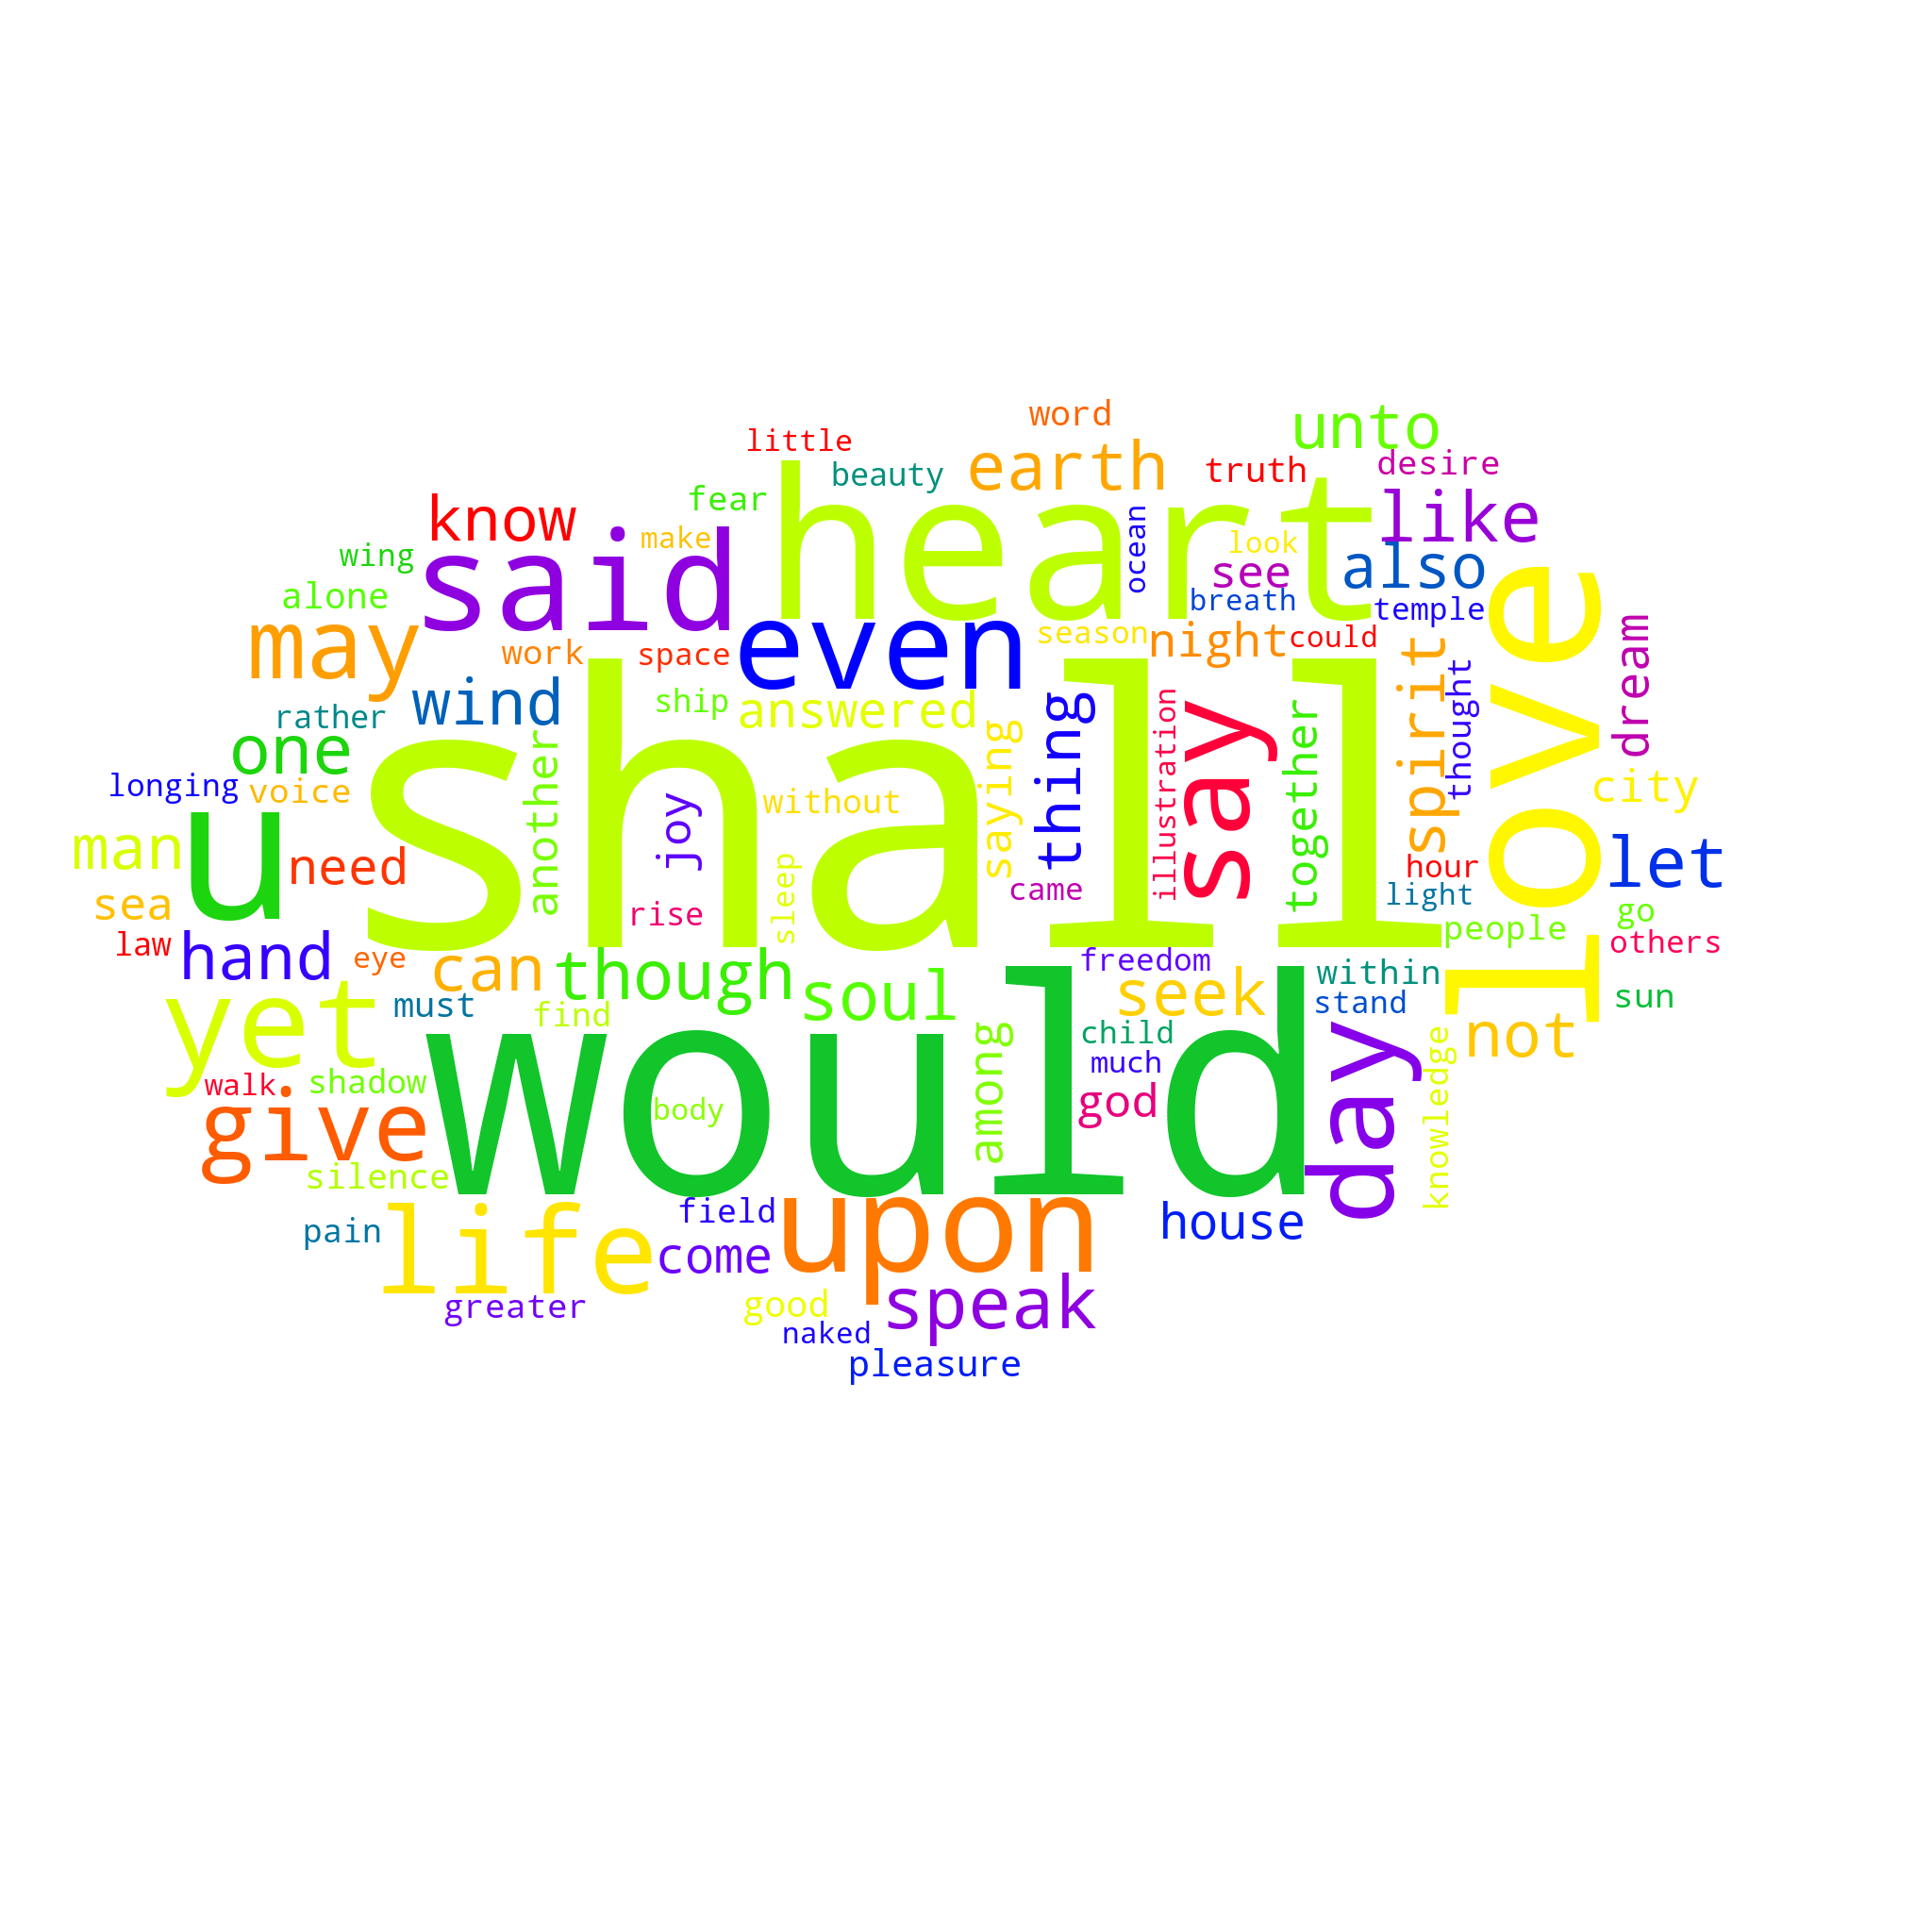 word
little
unto
beauty
earth
truth
desire
fear
heart
know
like
said
make
ocean
look
wing
see
also
alone
breath
temple
may
even
season
night
could
love
work
space
dream
wind
ship
answered
spirit
thought
rather
one
shall
another
saying
thing
illustration
say
together
longing
voice
joy
without
city
u
man
need
sleep
came
hour
let
sea
rise
light
go
law
hand
eye
people
others
can
though
soul
freedom
seek
within
yet
must
find
stand
sun
would
among
child
day
not
much
knowledge
walk
shadow
body
god
give
silence
field
upon
house
pain
life
come
greater
good
speak
naked
pleasure